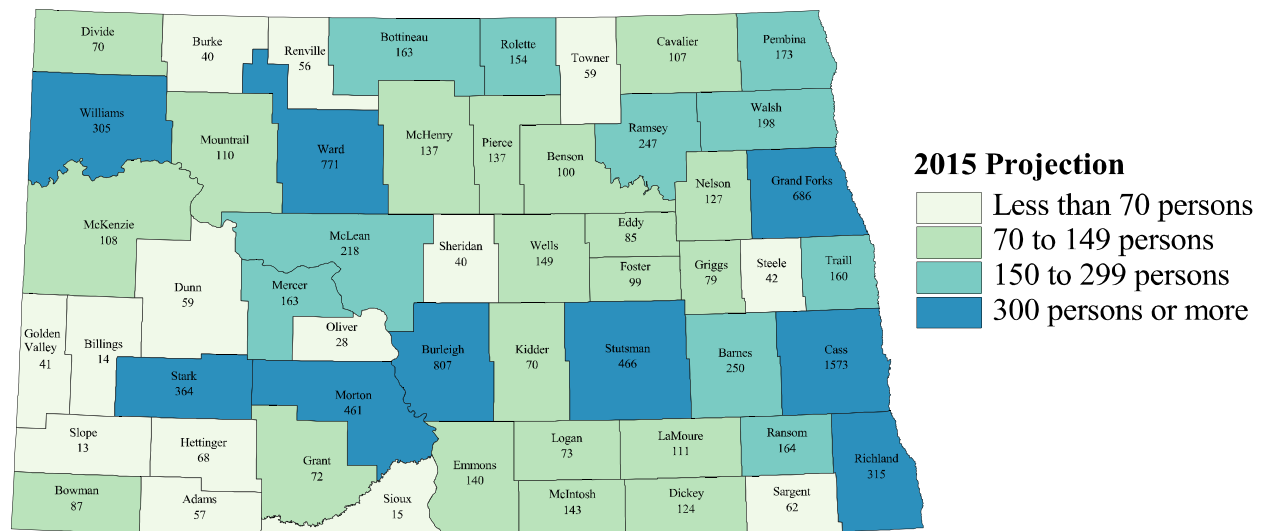 Divide
70
Burke
40
Renville
56
Bottineau
163
Rolette
154
Towner
59
Cavalier
107
Pembina
173
Williams
305
Mountrail
110
Ward
771
McHenry
137
Pierce
137
Benson
100
Ramsey
247
Walsh
198
Nelson
127
Grand Forks
686
McKenzie
108
Dunn
59
McLean
218
Mercer
163
Oliver
28
Sheridan
40
Wells
149
Eddy
85
Foster
99
Griggs
79
Steele
42
Traill
160
Golden
Valley
41
Billings
14
Stark
364
Morton
461
Burleigh
807
Kidder
70
Stutsman
466
Barnes
250
Cass
1573
Slope
13
Hettinger
68
Grant
72
Emmons
140
Logan
73
LaMoure
111
Ransom
164
Richland
315
Bowman
87
Adams
57
Sioux
15
McIntosh
143
Dickey
124
Sargent
62
2015 Projection
Less than 70 persons
70 to 149 persons
150 to 299 persons
300 persons or more